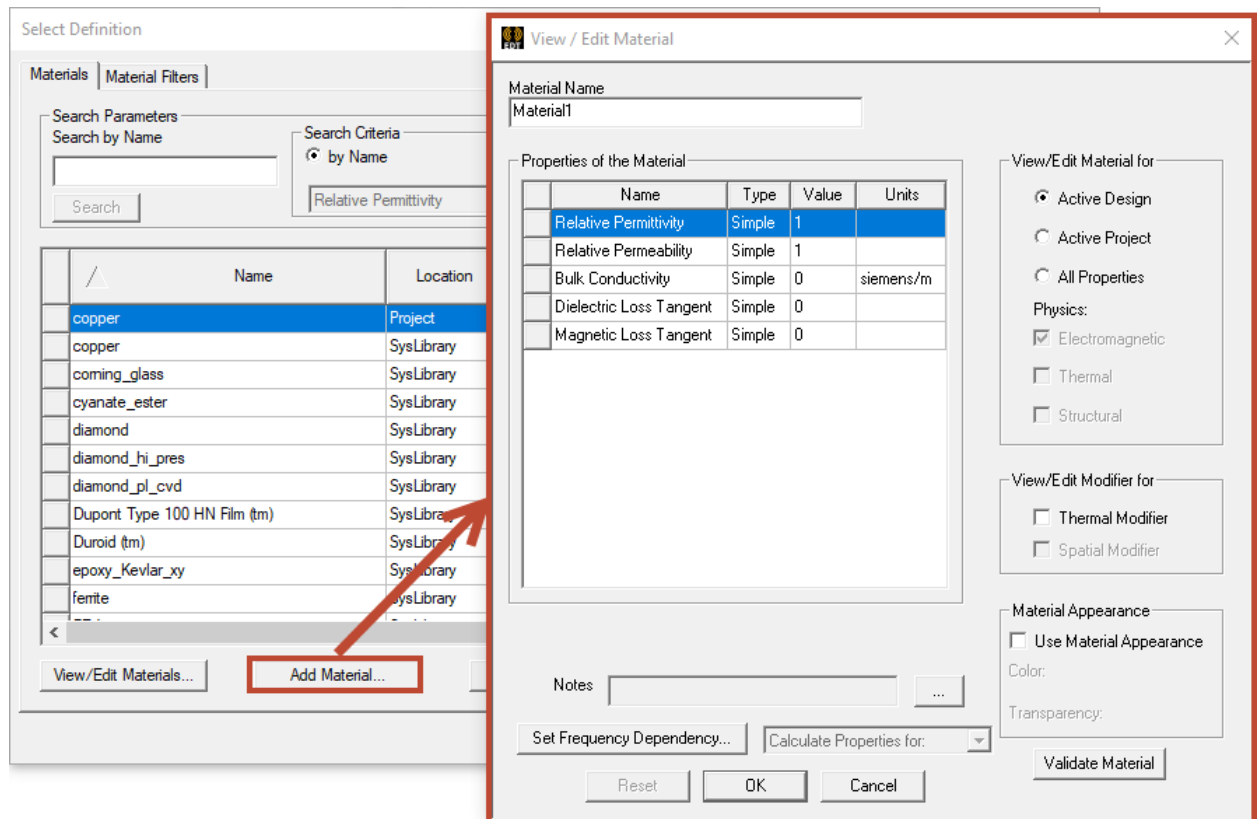 Select Definition
Materials
Material Filters
Search Parameters
Search by Name
Search
Search Criteria
by Name
Relative Permittivity
Name
Location
copper
Project
copper
SysLibrary
corning_glass
SysLibrary
cyanate_ester
SysLibrary
diamond
SysLibrary
diamond_hi_pres
SysLibrary
diamond_pl_cvd
SysLibrary
Dupont Type 100 HN Film (tm)
SysLibrary
Duroid (tm)
SysLibrary
epoxy_Kevlar_xy
SysLibrary
ferrite
SysLibrary
View/Edit Materials...
Add Material...
EDT
View / Edit Material
Material Name
Material1
Properties of the Material
Name Type Value Units
Relative Permittivity Simple 1
Relative Permeability Simple 1
Bulk Conductivity Simple 0 siemens/m
Dielectric Loss Tangent Simple 0
Magnetic Loss Tangent Simple 0
View/Edit Material for
Active Design
Active Project
All Properties
Physics:
Electromagnetic
Thermal
Structural
View/Edit Modifier for
Thermal Modifier
Spatial Modifier
Material Appearance
Use Material Appearance
Color:
Transparency:
Notes
...
Set Frequency Dependency...
Calculate Properties for:
Validate Material
Reset
OK
Cancel